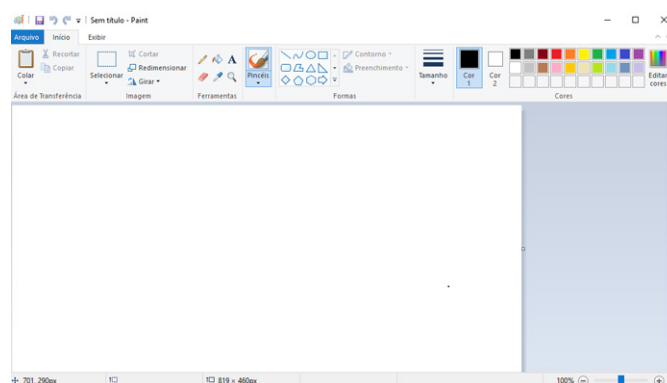 Sem título - Paint
Arquivo Início Exibir
Colar
Recortar
Copiar
Área de Transferência
Selecionar
Cortar
Redimensionar
Girar
Imagem
A
Ferramentas
Pincéis
Contorno
Preenchimento
Formas
Tamanho
Cor 1
Cor 2
Editar cores
Cores
701, 290px
819 × 460px
100%